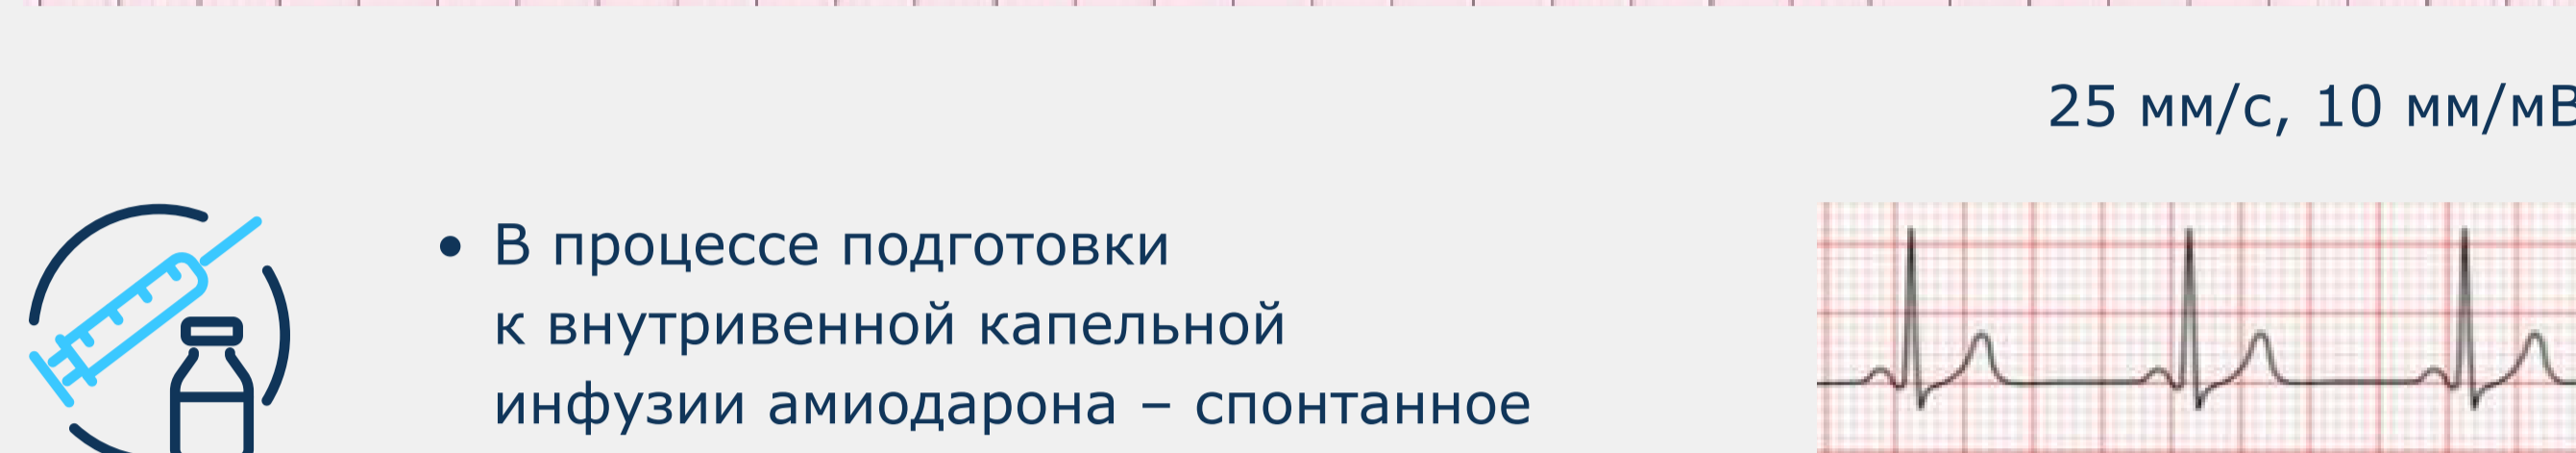 25 мм/с, 10 мм/мВ
• В процессе подготовки
к внутривенной капельной
инфузии амиодарона – спонтанное